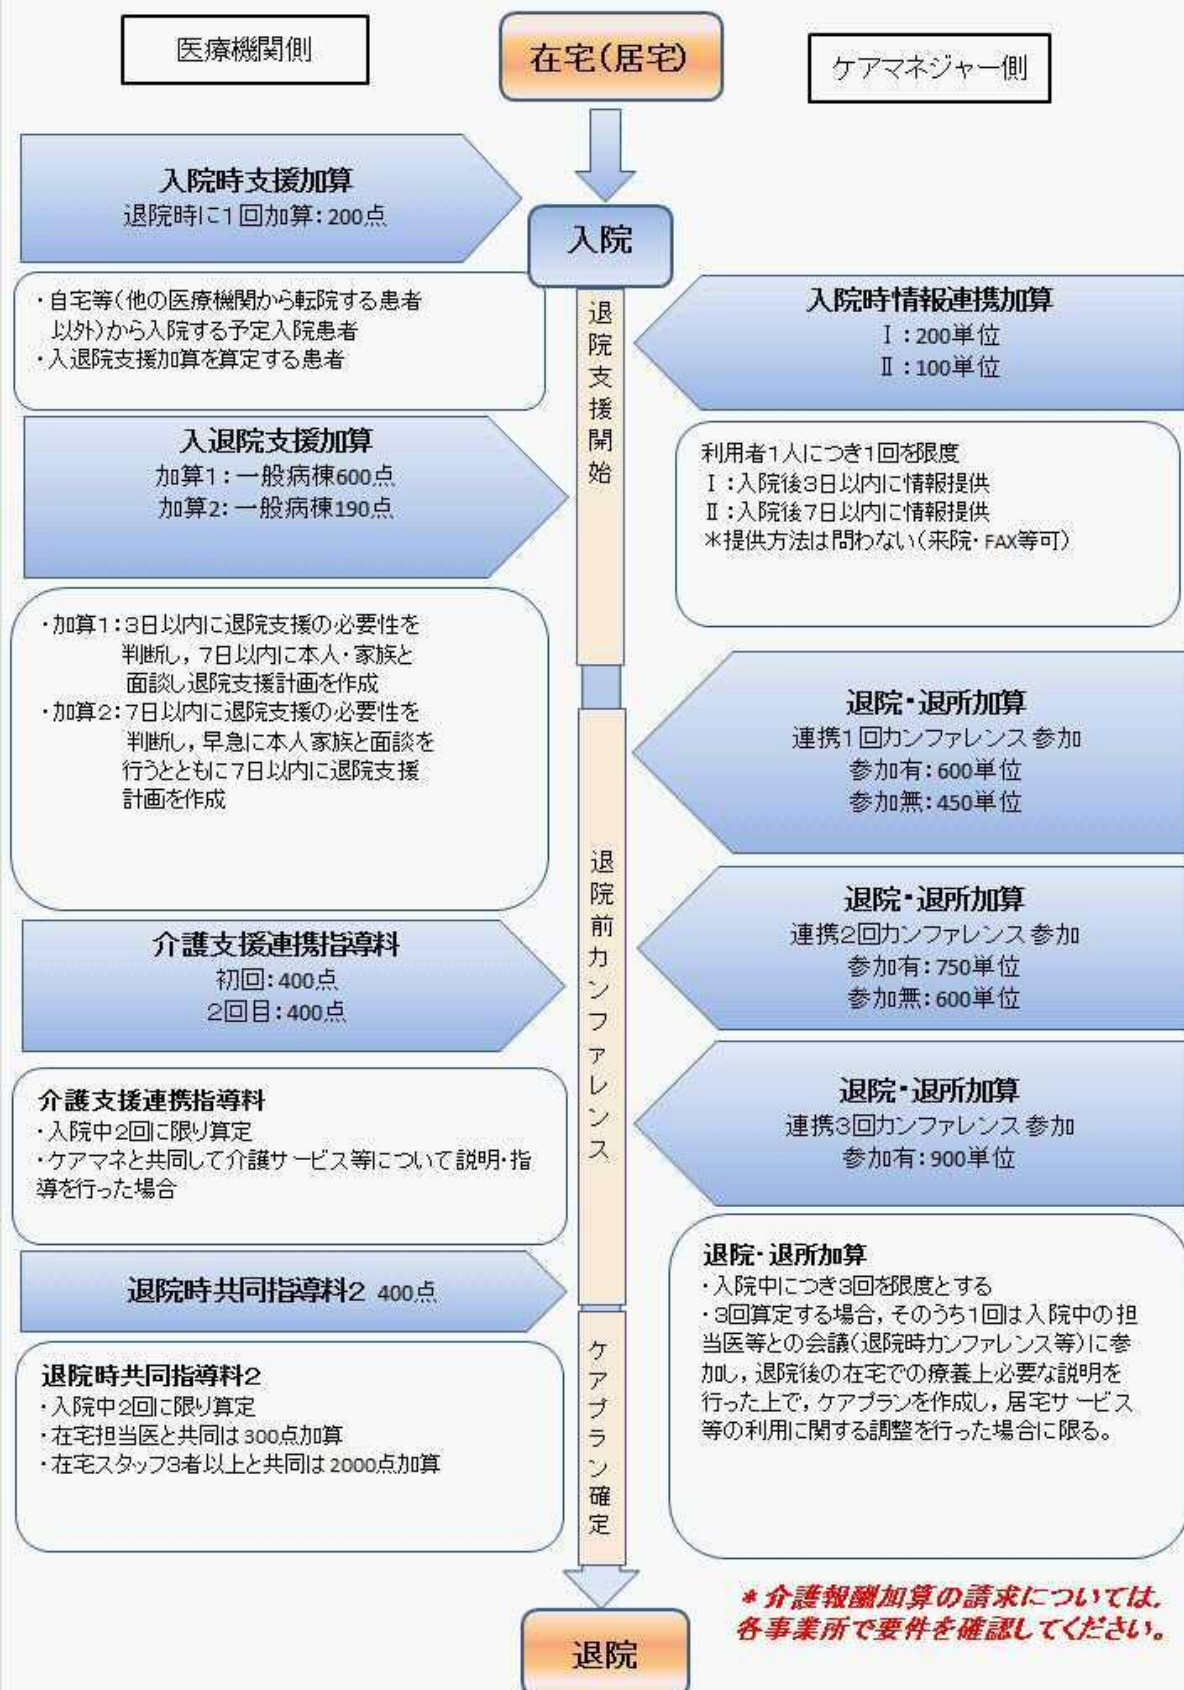 医療機関側
在宅(居宅)
ケアマネジャー側
入院時支援加算
退院時に1回加算:200点
入院
・自宅等(他の医療機関から転院する患者
以外)から入院する予定入院患者
・入退院支援加算を算定する患者
退院支援開始
入院時情報連携加算
Ⅰ:200単位
Ⅱ:100単位
入退院支援加算
加算1:一般病棟600点
加算2:一般病棟190点
利用者1人につき1回を限度
Ⅰ:入院後3日以内に情報提供
Ⅱ:入院後7日以内に情報提供
*提供方法は問わない(来院・FAX等可)
・加算1:3日以内に退院支援の必要性を
判断し,7日以内に本人・家族と
面談し退院支援計画を作成
・加算2:7日以内に退院支援の必要性を
判断し,早急に本人家族と面談を
行うとともに7日以内に退院支援
計画を作成
退院・退所加算
連携1回カンファレンス参加
参加有:600単位
参加無:450単位
退院前カンファレンス
退院・退所加算
連携2回カンファレンス参加
参加有:750単位
参加無:600単位
介護支援連携指導料
初回:400点
2回目:400点
退院・退所加算
連携3回カンファレンス参加
参加有:900単位
介護支援連携指導料
・入院中2回に限り算定
・ケアマネと共同して介護サービス等について説明・指
導を行った場合
退院時共同指導料2 400点
退院・退所加算
・入院中につき3回を限度とする
・3回算定する場合,そのうち1回は入院中の担
当医等との会議(退院時カンファレンス等)に参
加し,退院後の在宅での療養上必要な説明を
行った上で,ケアプランを作成し,居宅サービス
等の利用に関する調整を行った場合に限る。
退院時共同指導料2
・入院中2回に限り算定
・在宅担当医と共同は300点加算
・在宅スタッフ3者以上と共同は2000点加算
ケアプラン確定
*介護報酬加算の請求については,
各事業所で要件を確認してください。
退院